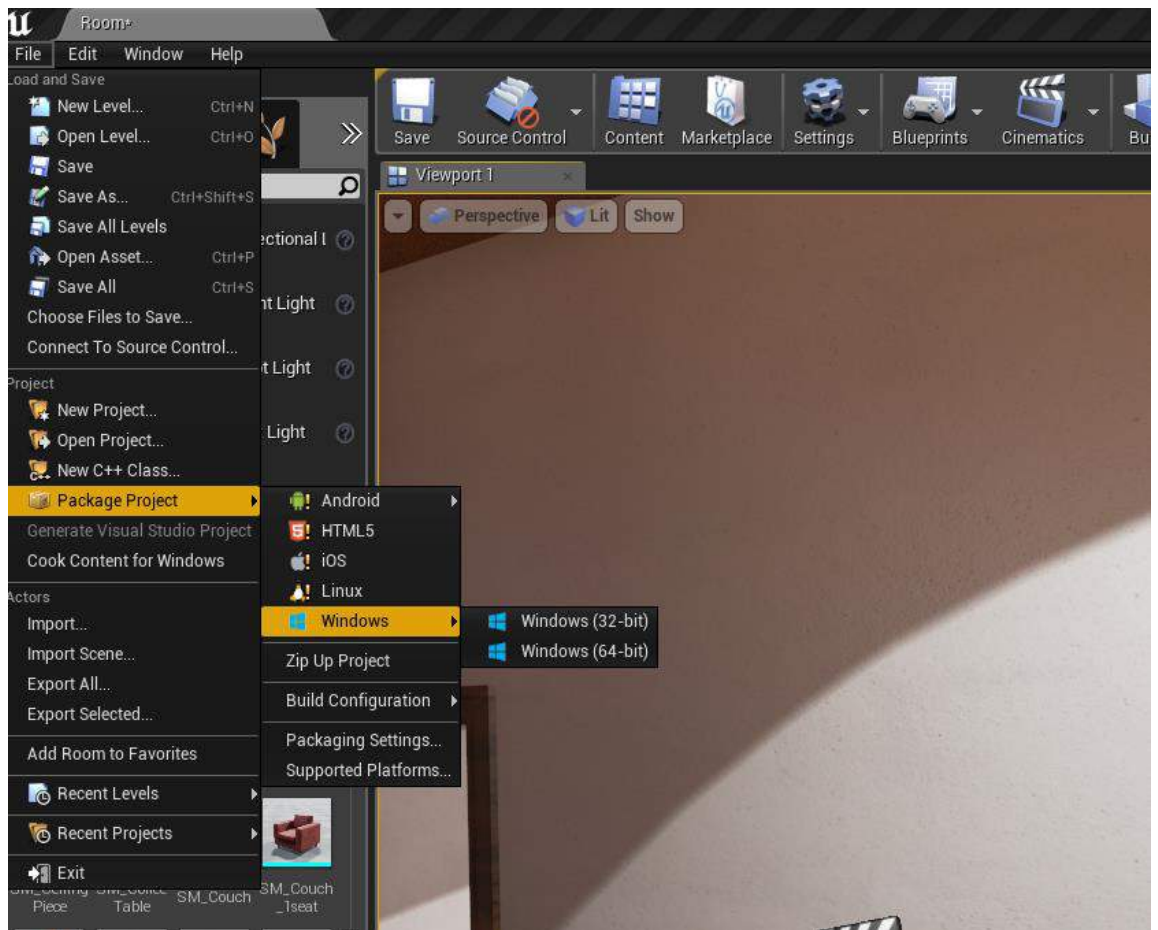 Room*
File Edit Window Help
Load and Save
New Level... Ctrl+N
Open Level... Ctrl+O
Save
Save As... Ctrl+Shift+S
Save All Levels
Open Asset... Ctrl+P
Save All Ctrl+S
Choose Files to Save...
Connect To Source Control...
Project
New Project...
Open Project...
New C++ Class...
Package Project
Generate Visual Studio Project
Cook Content for Windows
Actors
Import...
Import Scene...
Export All...
Export Selected...
Add Room to Favorites
Recent Levels
Recent Projects
Exit
Android
HTML5
iOS
Linux
Windows
Zip Up Project
Build Configuration
Packaging Settings...
Supported Platforms...
Windows (32-bit)
Windows (64-bit)
Save Source Control Content Marketplace Settings Blueprints Cinematics Bu
Viewport 1
Perspective Lit Show
ectional L
nt Light
t Light
Light
Piece
Table
SM_Couch
SM_Couch
_1seat